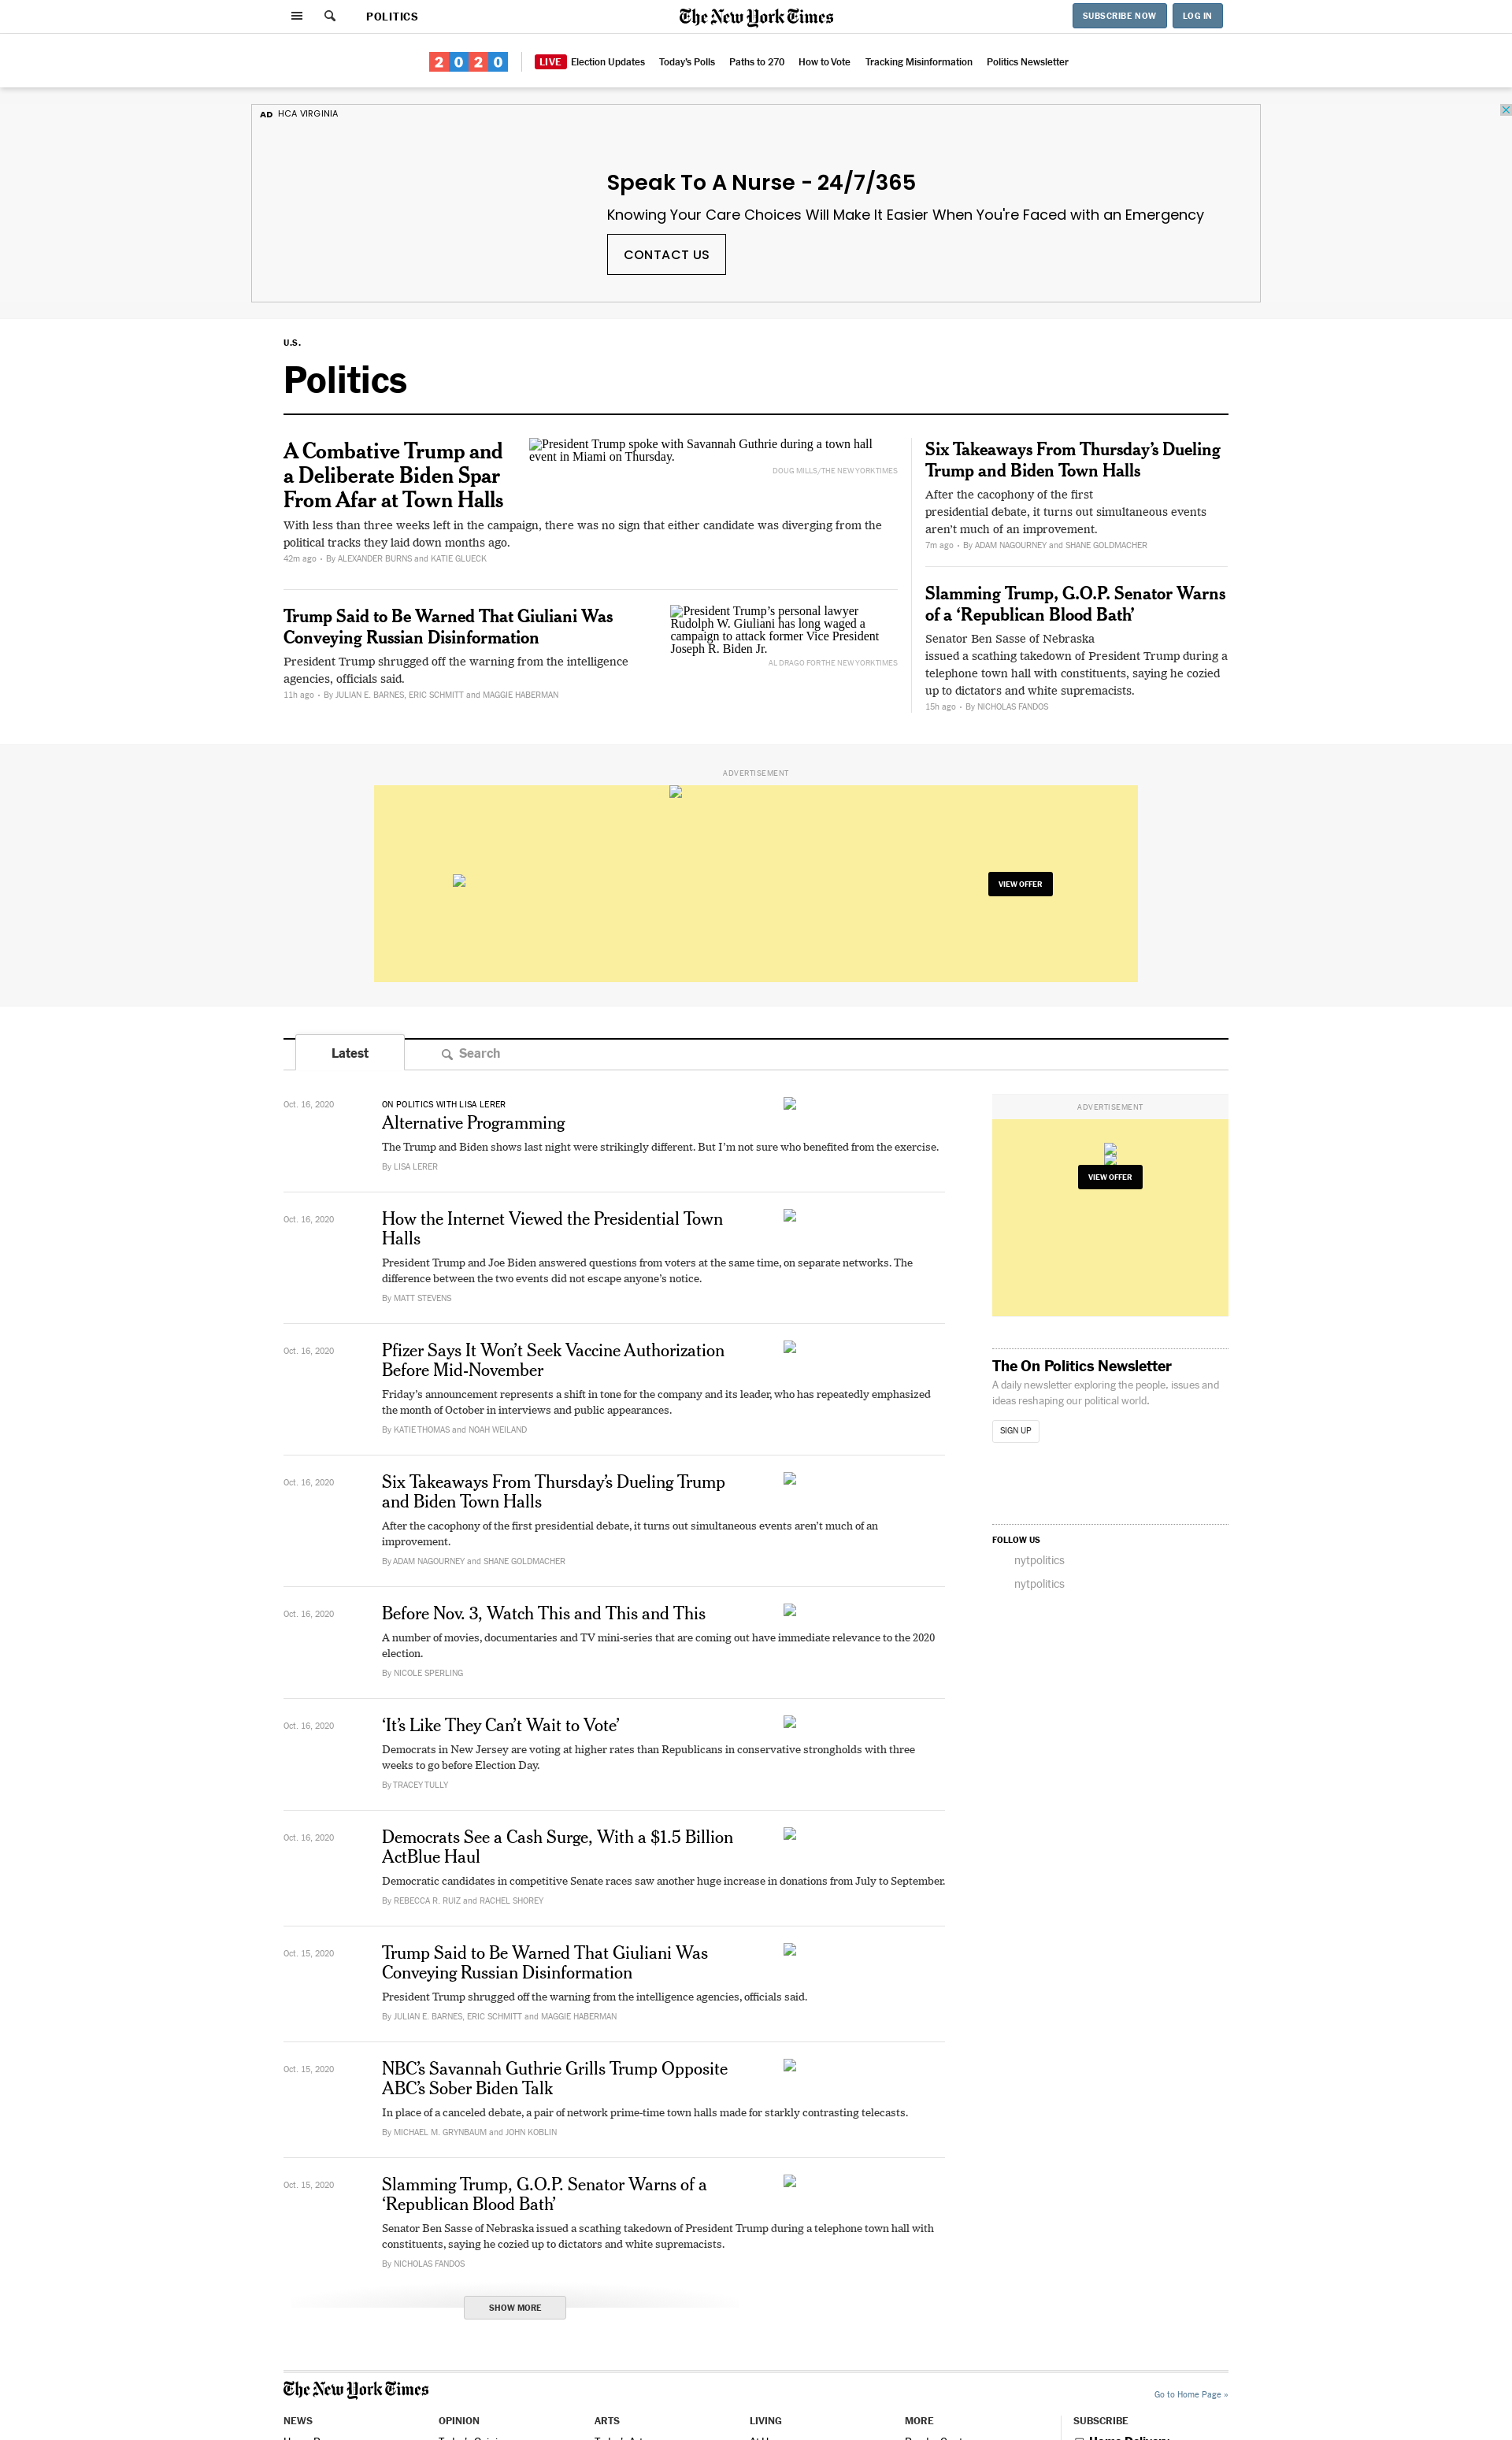 POLITICS
The New York Times
SUBSCRIBE NOW
LOG IN
2020
LIVE Election Updates
Today's Polls
Paths to 270
How to Vote
Tracking Misinformation
Politics Newsletter
AD HCA VIRGINIA
Speak To A Nurse - 24/7/365
Knowing Your Care Choices Will Make It Easier When You're Faced with an Emergency
CONTACT US
U.S.
Politics
A Combative Trump and
a Deliberate Biden Spar
From Afar at Town Halls
President Trump spoke with Savannah Guthrie during a town hall
event in Miami on Thursday.
DOUG MILLS/THE NEW YORK TIMES
With less than three weeks left in the campaign, there was no sign that either candidate was diverging from the
political tracks they laid down months ago.
42m ago • By ALEXANDER BURNS and KATIE GLUECK
Trump Said to Be Warned That Giuliani Was
Conveying Russian Disinformation
President Trump shrugged off the warning from the intelligence
agencies, officials said.
11h ago • By JULIAN E. BARNES, ERIC SCHMITT and MAGGIE HABERMAN
President Trump’s personal lawyer
Rudolph W. Giuliani has long waged a
campaign to attack former Vice President
Joseph R. Biden Jr.
AL DRAGO FOR THE NEW YORK TIMES
Six Takeaways From Thursday’s Dueling
Trump and Biden Town Halls
After the cacophony of the first
presidential debate, it turns out simultaneous events
aren’t much of an improvement.
7m ago • By ADAM NAGOURNEY and SHANE GOLDMACHER
Slamming Trump, G.O.P. Senator Warns
of a ‘Republican Blood Bath’
Senator Ben Sasse of Nebraska
issued a scathing takedown of President Trump during a
telephone town hall with constituents, saying he cozied
up to dictators and white supremacists.
15h ago • By NICHOLAS FANDOS
ADVERTISEMENT
VIEW OFFER
Latest
Search
Oct. 16, 2020
ON POLITICS WITH LISA LERER
Alternative Programming
The Trump and Biden shows last night were strikingly different. But I’m not sure who benefited from the exercise.
By LISA LERER
Oct. 16, 2020
How the Internet Viewed the Presidential Town
Halls
President Trump and Joe Biden answered questions from voters at the same time, on separate networks. The
difference between the two events did not escape anyone’s notice.
By MATT STEVENS
Oct. 16, 2020
Pfizer Says It Won’t Seek Vaccine Authorization
Before Mid-November
Friday’s announcement represents a shift in tone for the company and its leader, who has repeatedly emphasized
the month of October in interviews and public appearances.
By KATIE THOMAS and NOAH WEILAND
Oct. 16, 2020
Six Takeaways From Thursday’s Dueling Trump
and Biden Town Halls
After the cacophony of the first presidential debate, it turns out simultaneous events aren’t much of an
improvement.
By ADAM NAGOURNEY and SHANE GOLDMACHER
Oct. 16, 2020
Before Nov. 3, Watch This and This and This
A number of movies, documentaries and TV mini-series that are coming out have immediate relevance to the 2020
election.
By NICOLE SPERLING
Oct. 16, 2020
‘It’s Like They Can’t Wait to Vote’
Democrats in New Jersey are voting at higher rates than Republicans in conservative strongholds with three
weeks to go before Election Day.
By TRACEY TULLY
Oct. 16, 2020
Democrats See a Cash Surge, With a $1.5 Billion
ActBlue Haul
Democratic candidates in competitive Senate races saw another huge increase in donations from July to September.
By REBECCA R. RUIZ and RACHEL SHOREY
Oct. 15, 2020
Trump Said to Be Warned That Giuliani Was
Conveying Russian Disinformation
President Trump shrugged off the warning from the intelligence agencies, officials said.
By JULIAN E. BARNES, ERIC SCHMITT and MAGGIE HABERMAN
Oct. 15, 2020
NBC’s Savannah Guthrie Grills Trump Opposite
ABC’s Sober Biden Talk
In place of a canceled debate, a pair of network prime-time town halls made for starkly contrasting telecasts.
By MICHAEL M. GRYNBAUM and JOHN KOBLIN
Oct. 15, 2020
Slamming Trump, G.O.P. Senator Warns of a
‘Republican Blood Bath’
Senator Ben Sasse of Nebraska issued a scathing takedown of President Trump during a telephone town hall with
constituents, saying he cozied up to dictators and white supremacists.
By NICHOLAS FANDOS
SHOW MORE
ADVERTISEMENT
VIEW OFFER
The On Politics Newsletter
A daily newsletter exploring the people, issues and
ideas reshaping our political world.
SIGN UP
FOLLOW US
nytpolitics
nytpolitics
The New York Times
Go to Home Page »
NEWS
OPINION
ARTS
LIVING
MORE
SUBSCRIBE